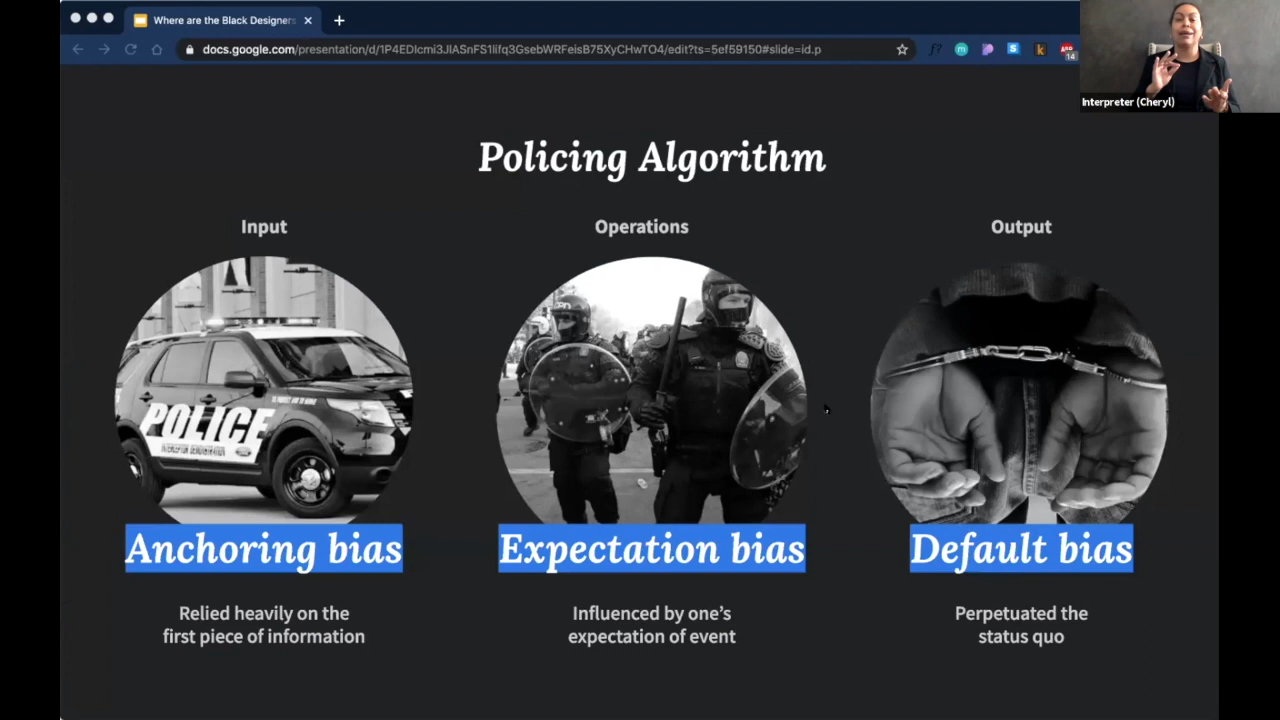 Where are the Black Designers
docs.google.com/presentation/d/1P4EDIcmi3JIASnFS1Iifq3GsebWRFeisB75XyCHwTO4/edit?ts=5ef59150#slide=id.p
14
Interpreter (Cheryl)
Policing Algorithm
Input
Operations
Output
POLICE
Anchoring bias
Expectation bias
Default bias
Relied heavily on the
first piece of information
Influenced by one’s
expectation of event
Perpetuated the
status quo